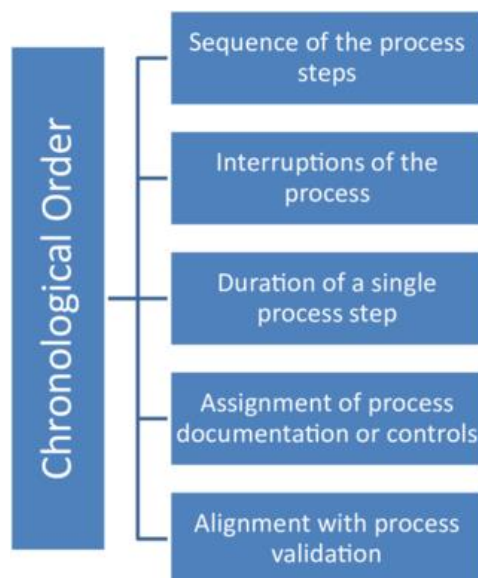 Chronological Order
Sequence of the process
steps
Interruptions of the
process
Duration of a single
process step
Assignment of process
documentation or controls
Alignment with process
validation